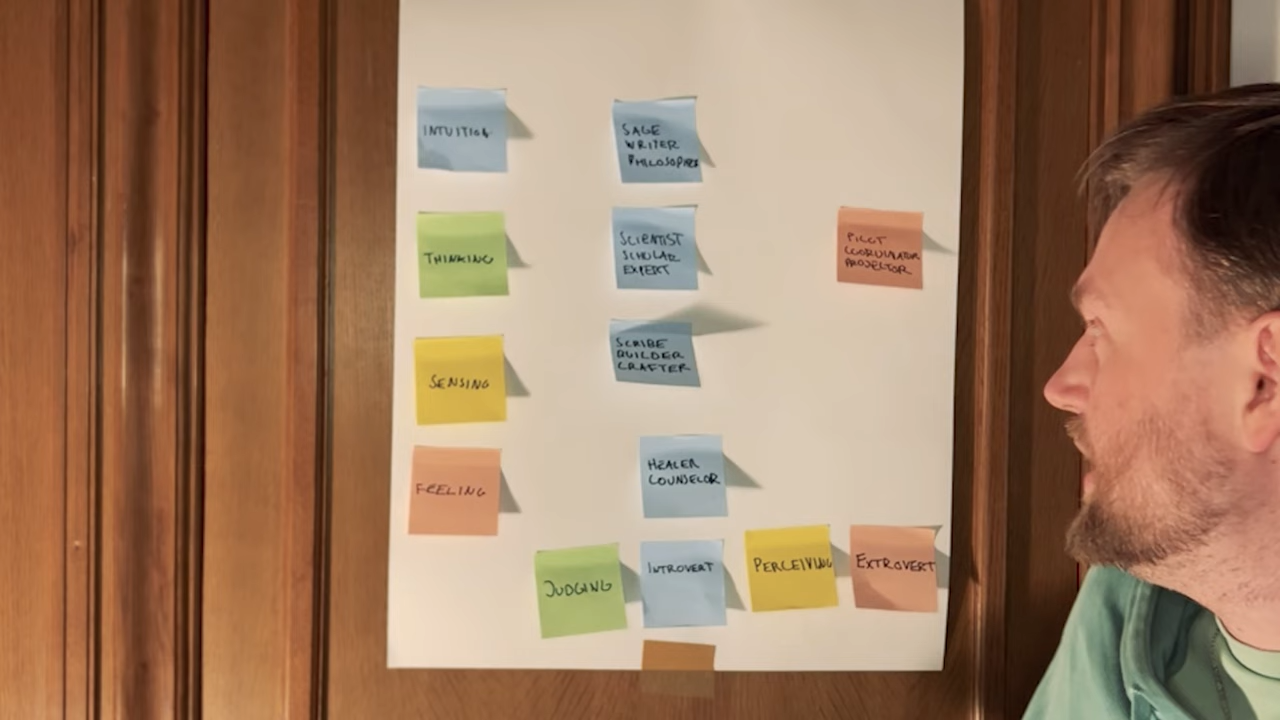 INTUITION
SAGE
WRITER
PHILOSOPHER
THINKING
SCIENTIST
SCHOLAR
EXPERT
PILOT
COORDINATOR
PROJECTOR
SENSING
SCRIBE
BUILDER
CRAFTER
FEELING
HEALER
COUNSELOR
JUDGING
INTROVERT
PERCEIVING
EXTROVERT